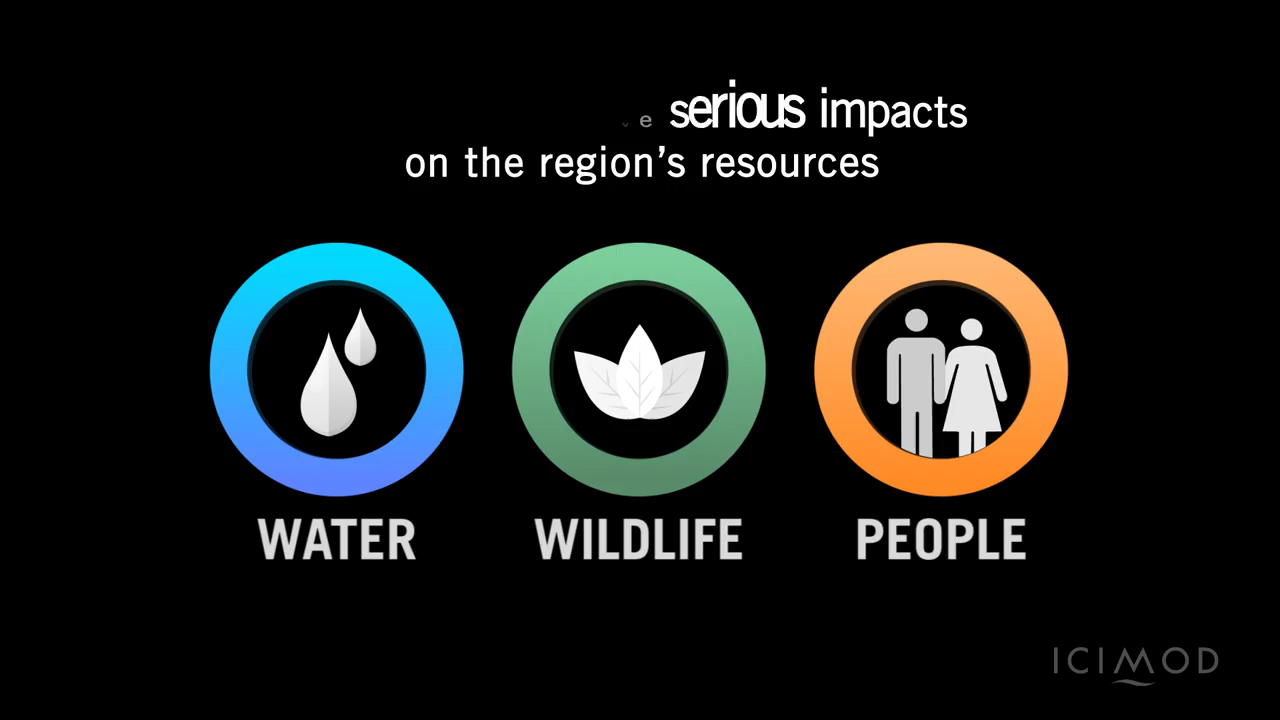 serious impacts
on the region’s resources
WATER
WILDLIFE
PEOPLE
ICIMOD